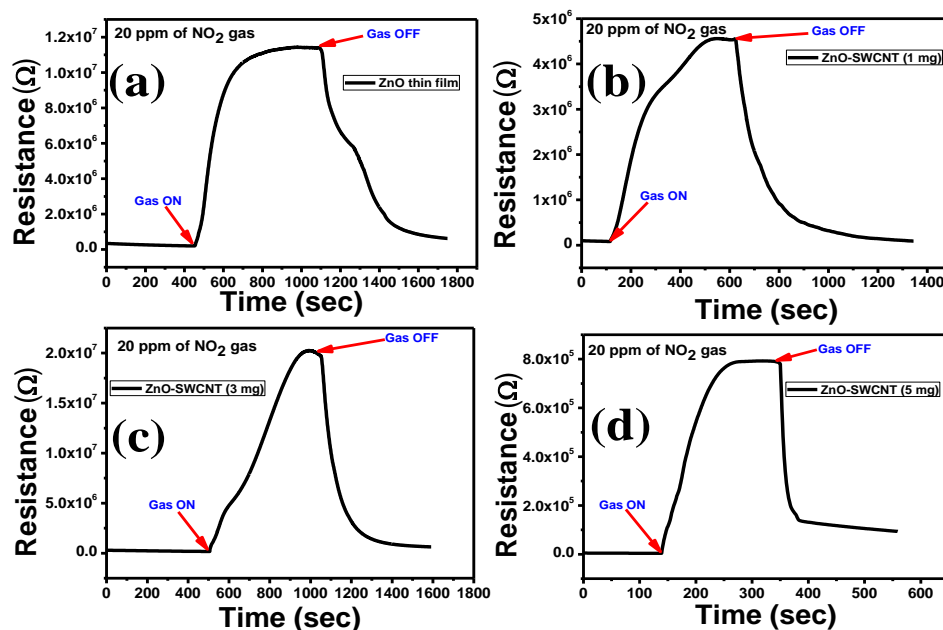 20 ppm of NO2 gas
Gas OFF
(a)
ZnO thin film
Gas ON
Resistance(Ω)
1.2x10^7
1.0x10^7
8.0x10^6
6.0x10^6
4.0x10^6
2.0x10^6
0.0
0 200 400 600 800 1000 1200 1400 1600 1800
Time (sec)
20 ppm of NO2 gas
Gas OFF
(b)
ZnO-SWCNT (1 mg)
Gas ON
Resistance(Ω)
5x10^6
4x10^6
3x10^6
2x10^6
1x10^6
0
0 200 400 600 800 1000 1200 1400
Time (sec)
20 ppm of NO2 gas
Gas OFF
ZnO-SWCNT (3 mg)
(c)
Gas ON
Resistance(Ω)
2.0x10^7
1.5x10^7
1.0x10^7
5.0x10^6
0.0
0 200 400 600 800 1000 1200 1400 1600 1800
Time (sec)
20 ppm of NO2 gas
Gas OFF
ZnO-SWCNT (5 mg)
(d)
Gas ON
Resistance(Ω)
8.0x10^5
6.0x10^5
4.0x10^5
2.0x10^5
0.0
0 100 200 300 400 500 600
Time (sec)